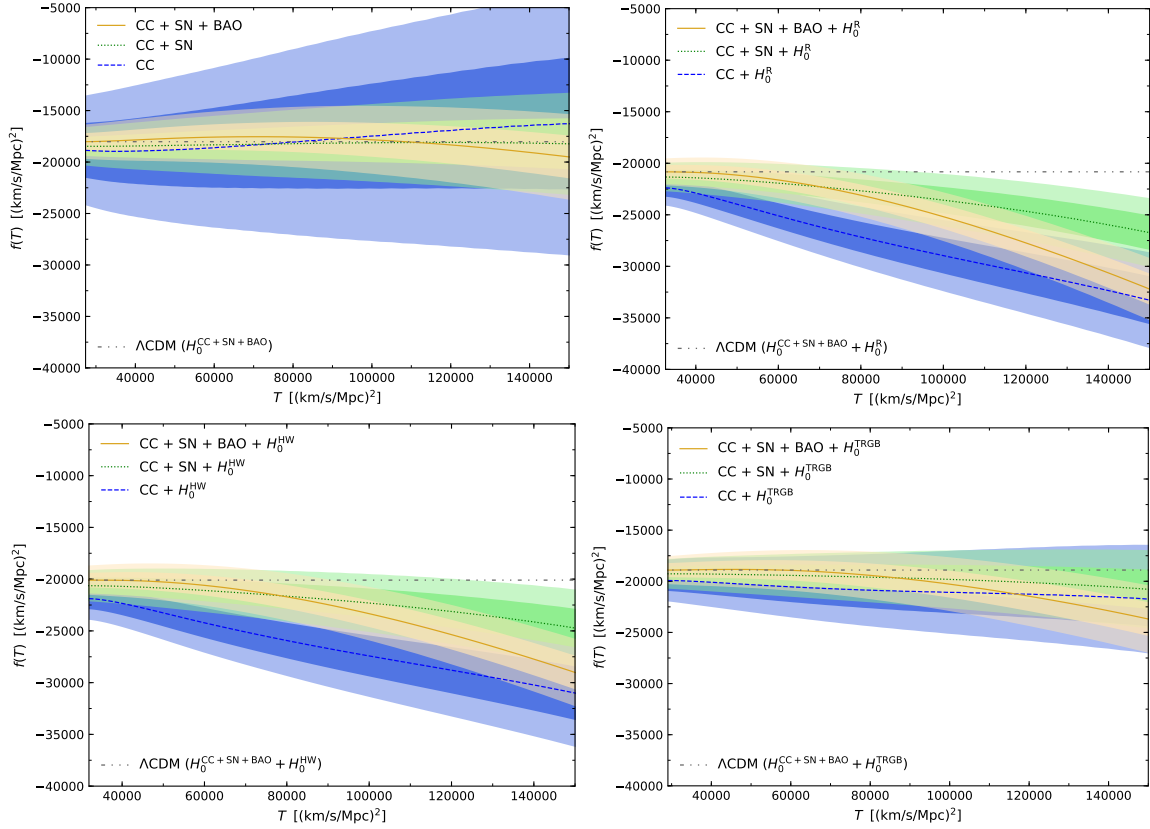 CC + SN + BAO
CC + SN
CC
ΛCDM (H₀^CC + SN + BAO)
−5000
−10000
−15000
−20000
−25000
−30000
−35000
−40000
f(T) [(km/s/Mpc)²]
40000 60000 80000 100000 120000 140000
T [(km/s/Mpc)²]
CC + SN + BAO + H₀^R
CC + SN + H₀^R
CC + H₀^R
ΛCDM (H₀^CC + SN + BAO + H₀^R)
−5000
−10000
−15000
−20000
−25000
−30000
−35000
−40000
f(T) [(km/s/Mpc)²]
40000 60000 80000 100000 120000 140000
T [(km/s/Mpc)²]
CC + SN + BAO + H₀^HW
CC + SN + H₀^HW
CC + H₀^HW
ΛCDM (H₀^CC + SN + BAO + H₀^HW)
−5000
−10000
−15000
−20000
−25000
−30000
−35000
−40000
f(T) [(km/s/Mpc)²]
40000 60000 80000 100000 120000 140000
T [(km/s/Mpc)²]
CC + SN + BAO + H₀^TRGB
CC + SN + H₀^TRGB
CC + H₀^TRGB
ΛCDM (H₀^CC + SN + BAO + H₀^TRGB)
−5000
−10000
−15000
−20000
−25000
−30000
−35000
−40000
f(T) [(km/s/Mpc)²]
40000 60000 80000 100000 120000 140000
T [(km/s/Mpc)²]